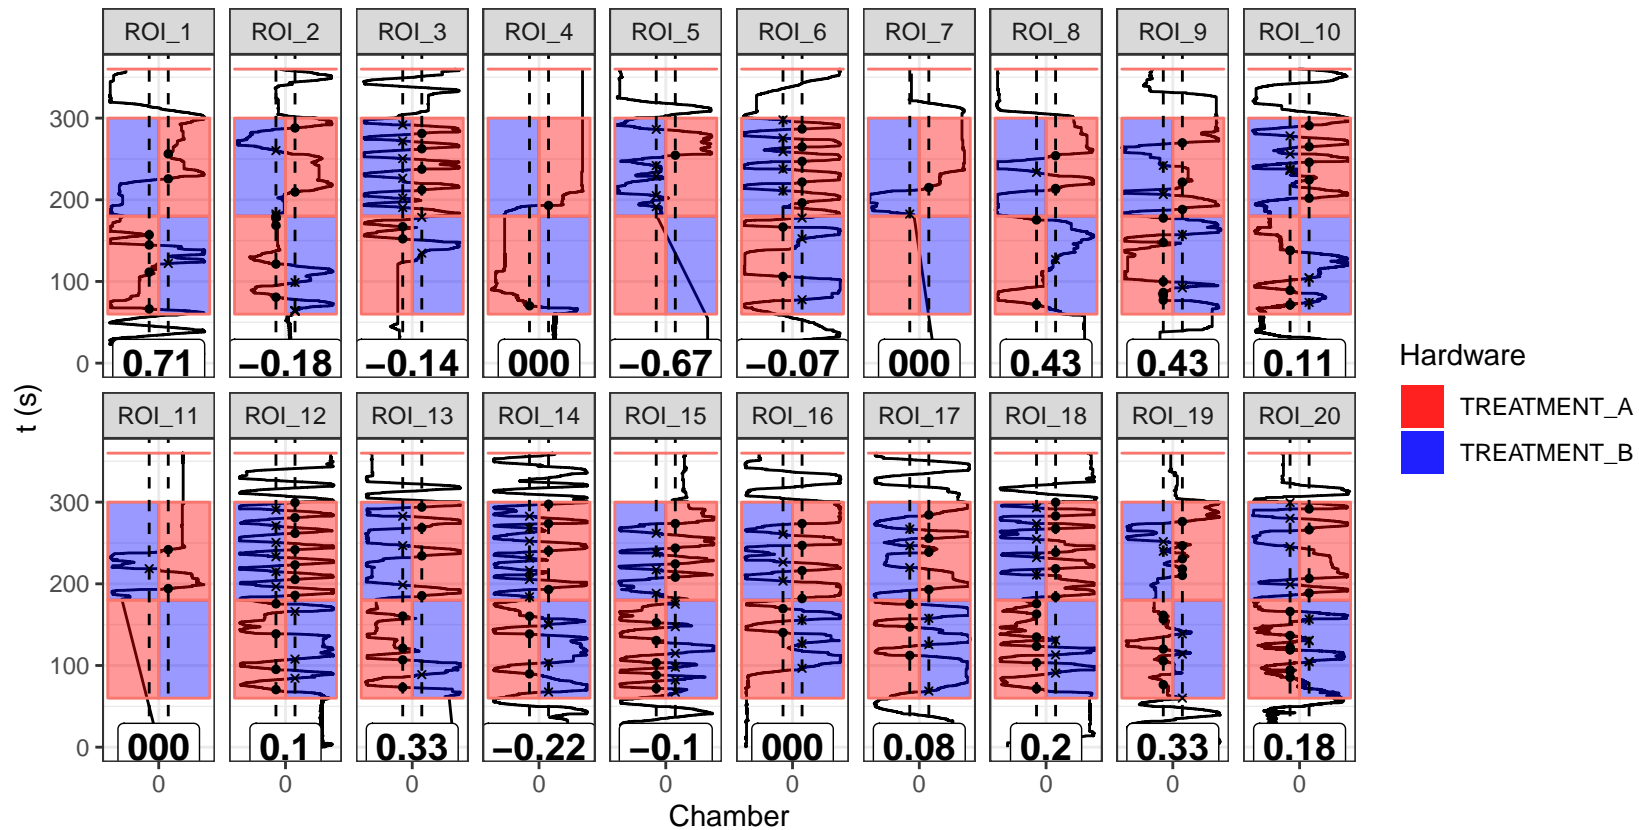 ROI_1 ROI_2 ROI_3 ROI_4 ROI_5 ROI_6 ROI_7 ROI_8 ROI_9 ROI_10
300
200
100
0
0.71 −0.18 −0.14 000 −0.67 −0.07 000 0.43 0.43 0.11
ROI_11 ROI_12 ROI_13 ROI_14 ROI_15 ROI_16 ROI_17 ROI_18 ROI_19 ROI_20
300
200
100
0
000 0.1 0.33 −0.22 −0.1 000 0.08 0.2 0.33 0.18
0 0 0 0 0 0 0 0 0 0
Chamber
t (s)
Hardware
TREATMENT_A
TREATMENT_B